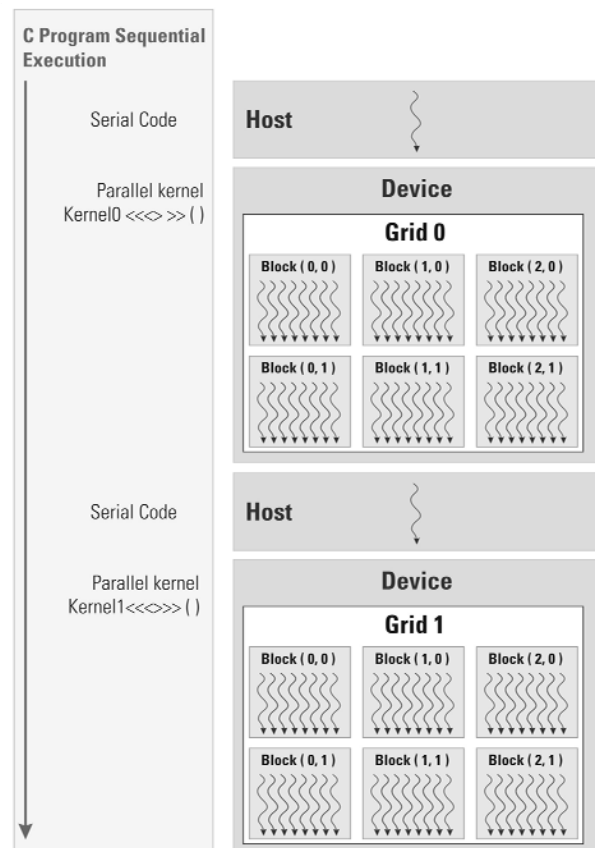 C Program Sequential
Execution
Serial Code
Host
Parallel kernel
Kernel0 <<<> >> ( )
Device
Grid 0
Block ( 0, 0 )
Block ( 1, 0 )
Block ( 2, 0 )
Block ( 0, 1 )
Block ( 1, 1 )
Block ( 2, 1 )
Serial Code
Host
Parallel kernel
Kernel1<<<>>> ( )
Device
Grid 1
Block ( 0, 0 )
Block ( 1, 0 )
Block ( 2, 0 )
Block ( 0, 1 )
Block ( 1, 1 )
Block ( 2, 1 )